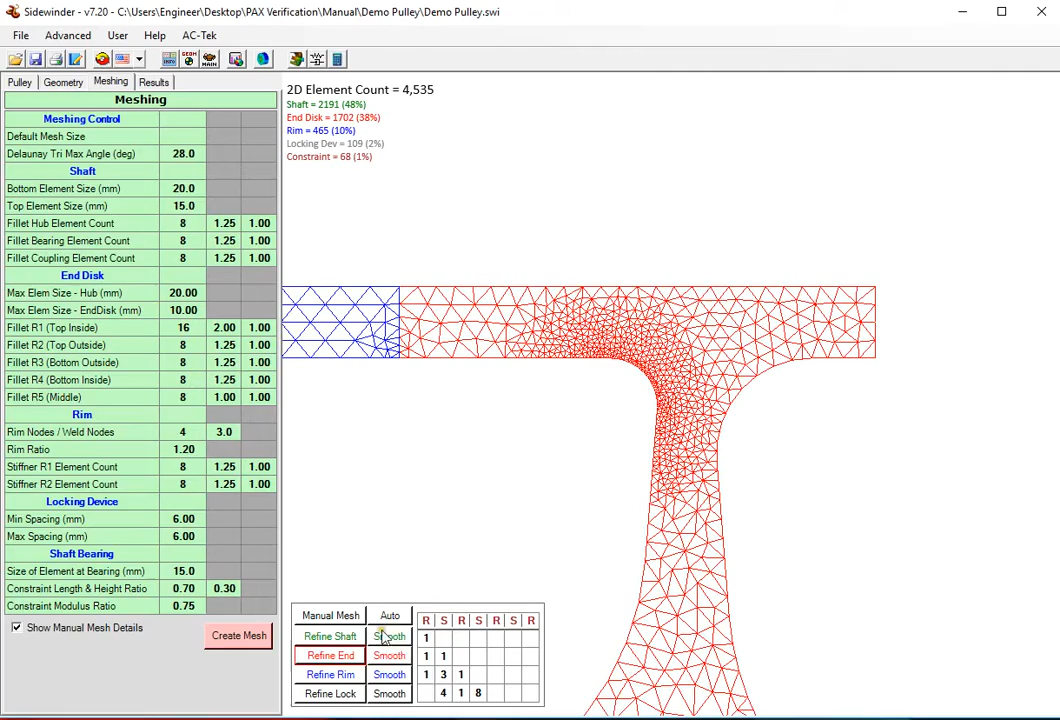 Sidewinder - v7.20 - C:\Users\Engineer\Desktop\PAX Verification\Manual\Demo Pulley\Demo Pulley.swi
File Advanced User Help AC-Tek
INFO GEOM MAIN
Pulley Geometry Meshing Results
Meshing
Meshing Control
Default Mesh Size
Delaunay Tri Max Angle (deg) 28.0
Shaft
Bottom Element Size (mm) 20.0
Top Element Size (mm) 15.0
Fillet Hub Element Count 8 1.25 1.00
Fillet Bearing Element Count 8 1.25 1.00
Fillet Coupling Element Count 8 1.25 1.00
End Disk
Max Elem Size - Hub (mm) 20.00
Max Elem Size - EndDisk (mm) 10.00
Fillet R1 (Top Inside) 16 2.00 1.00
Fillet R2 (Top Outside) 8 1.25 1.00
Fillet R3 (Bottom Outside) 8 1.25 1.00
Fillet R4 (Bottom Inside) 8 1.25 1.00
Fillet R5 (Middle) 8 1.00 1.00
Rim
Rim Nodes / Weld Nodes 4 3.0
Rim Ratio 1.20
Stiffner R1 Element Count 8 1.25 1.00
Stiffner R2 Element Count 8 1.25 1.00
Locking Device
Min Spacing (mm) 6.00
Max Spacing (mm) 6.00
Shaft Bearing
Size of Element at Bearing (mm) 15.0
Constraint Length & Height Ratio 0.70 0.30
Constraint Modulus Ratio 0.75
Show Manual Mesh Details
Create Mesh
2D Element Count = 4,535
Shaft = 2191 (48%)
End Disk = 1702 (38%)
Rim = 465 (10%)
Locking Dev = 109 (2%)
Constraint = 68 (1%)
Manual Mesh Auto
R S R S R S R
Refine Shaft Smooth 1
Refine End Smooth 1 1
Refine Rim Smooth 1 3 1
Refine Lock Smooth 4 1 8